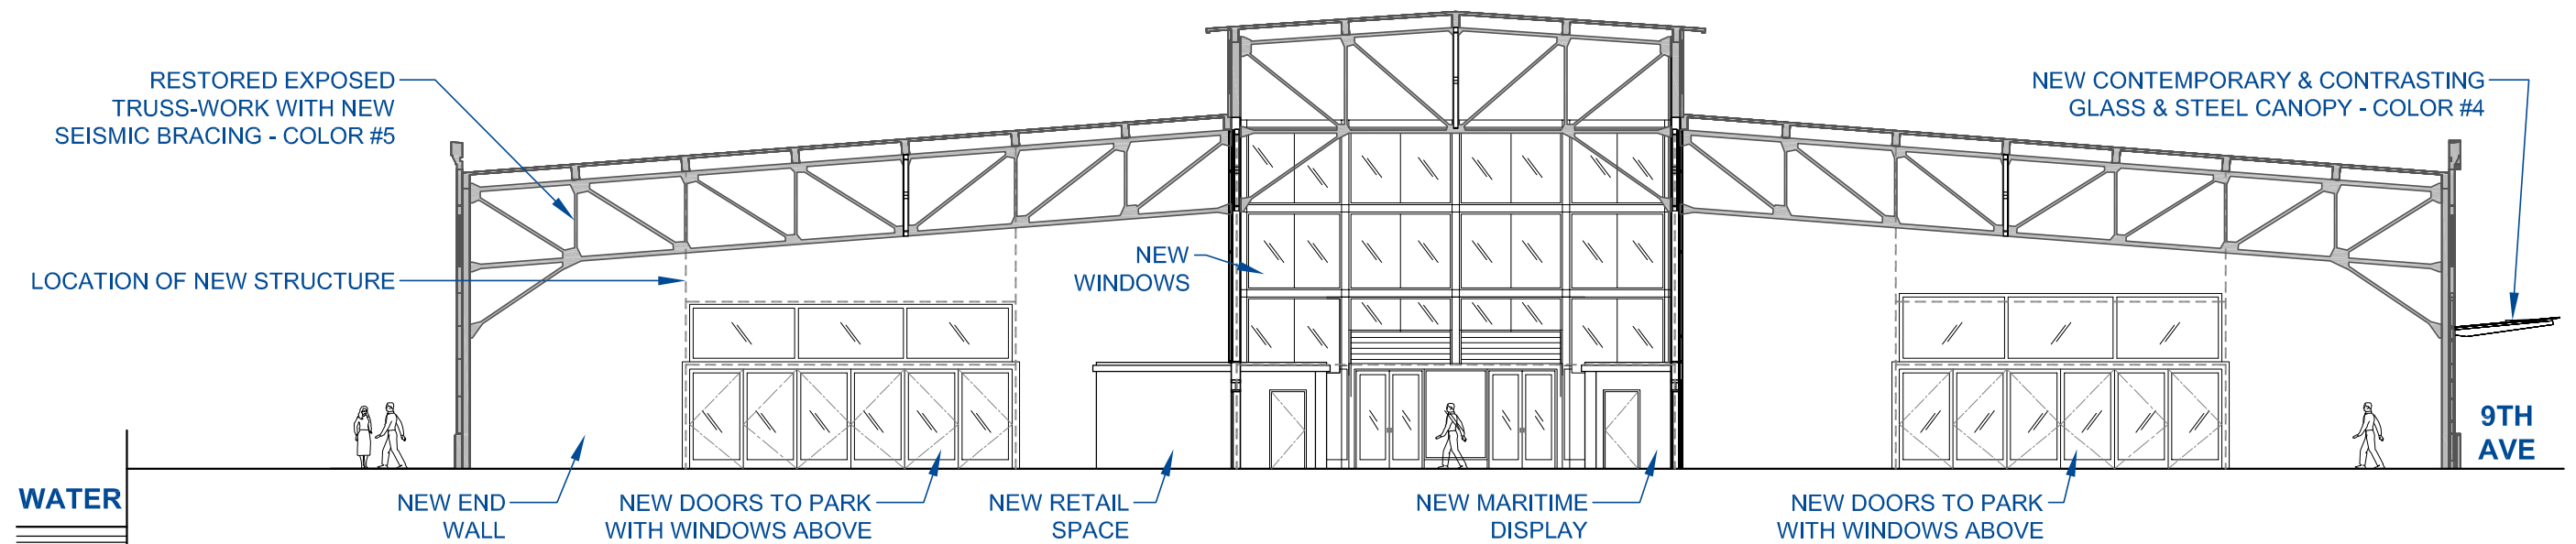 RESTORED EXPOSED
TRUSS-WORK WITH NEW
SEISMIC BRACING - COLOR #5
NEW CONTEMPORARY & CONTRASTING
GLASS & STEEL CANOPY - COLOR #4
LOCATION OF NEW STRUCTURE
NEW
WINDOWS
9TH
AVE
WATER
NEW END
WALL
NEW DOORS TO PARK
WITH WINDOWS ABOVE
NEW RETAIL
SPACE
NEW MARITIME
DISPLAY
NEW DOORS TO PARK
WITH WINDOWS ABOVE